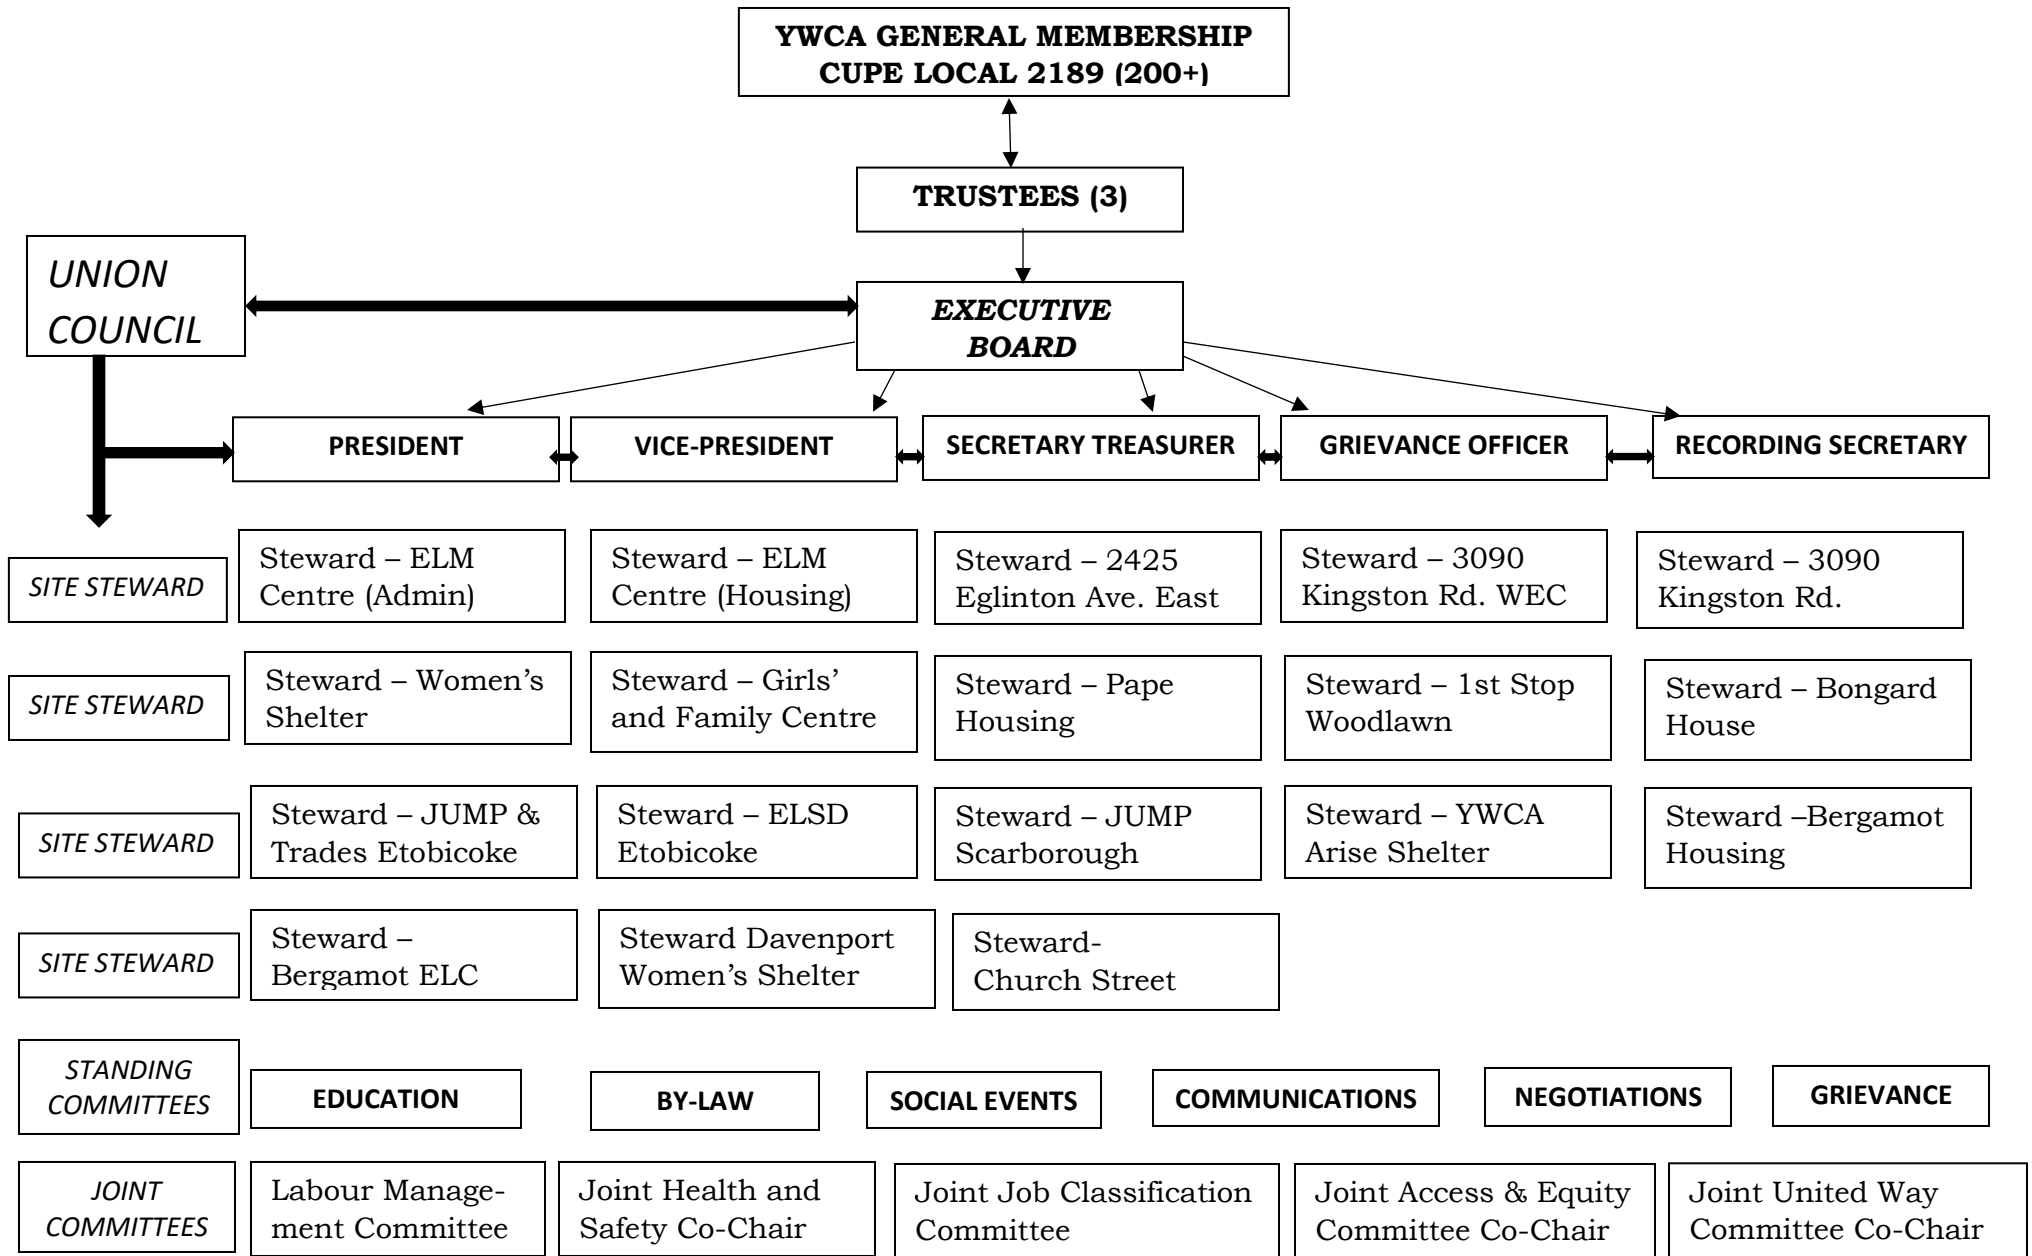 YWCA GENERAL MEMBERSHIP
CUPE LOCAL 2189 (200+)
TRUSTEES (3)
UNION
COUNCIL
EXECUTIVE
BOARD
PRESIDENT
VICE-PRESIDENT
SECRETARY TREASURER
GRIEVANCE OFFICER
RECORDING SECRETARY
SITE STEWARD
Steward – ELM
Centre (Admin)
Steward – ELM
Centre (Housing)
Steward – 2425
Eglinton Ave. East
Steward – 3090
Kingston Rd. WEC
Steward – 3090
Kingston Rd.
SITE STEWARD
Steward – Women’s
Shelter
Steward – Girls’
and Family Centre
Steward – Pape
Housing
Steward – 1st Stop
Woodlawn
Steward – Bongard
House
SITE STEWARD
Steward – JUMP &
Trades Etobicoke
Steward – ELSD
Etobicoke
Steward – JUMP
Scarborough
Steward – YWCA
Arise Shelter
Steward –Bergamot
Housing
SITE STEWARD
Steward –
Bergamot ELC
Steward Davenport
Women’s Shelter
Steward-
Church Street
STANDING
COMMITTEES
EDUCATION
BY-LAW
SOCIAL EVENTS
COMMUNICATIONS
NEGOTIATIONS
GRIEVANCE
JOINT
COMMITTEES
Labour Manage-
ment Committee
Joint Health and
Safety Co-Chair
Joint Job Classification
Committee
Joint Access & Equity
Committee Co-Chair
Joint United Way
Committee Co-Chair